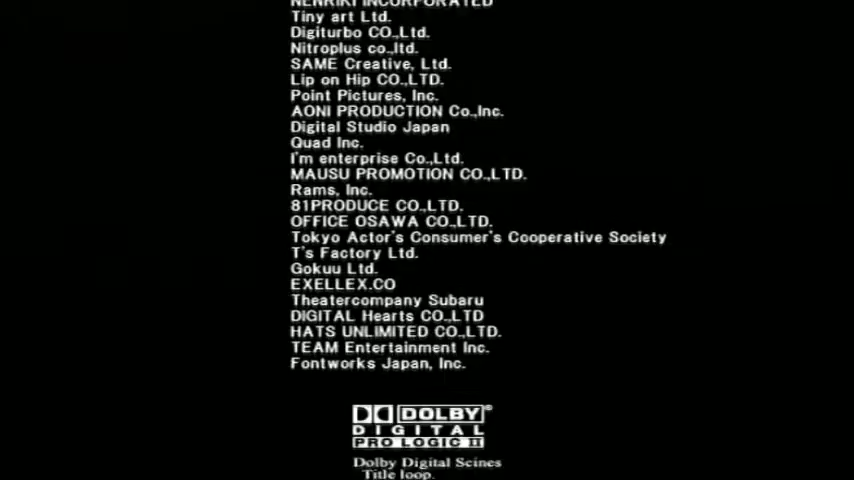 NENRIKI INCORPORATED
Tiny art Ltd.
Digiturbo CO.,Ltd.
Nitroplus co.,ltd.
SAME Creative, Ltd.
Lip on Hip CO.,LTD.
Point Pictures, Inc.
AONI PRODUCTION Co.,Inc.
Digital Studio Japan
Quad Inc.
I'm enterprise Co.,Ltd.
MAUSU PROMOTION CO.,LTD.
Rams, Inc.
81PRODUCE CO.,LTD.
OFFICE OSAWA CO.,LTD.
Tokyo Actor's Consumer's Cooperative Society
T's Factory Ltd.
Gokuu Ltd.
EXELLEX.CO
Theatercompany Subaru
DIGITAL Hearts CO.,LTD
HATS UNLIMITED CO.,LTD.
TEAM Entertainment Inc.
Fontworks Japan, Inc.
DOLBY®
DIGITAL
PRO LOGIC II
Dolby Digital Scines
Title loop.